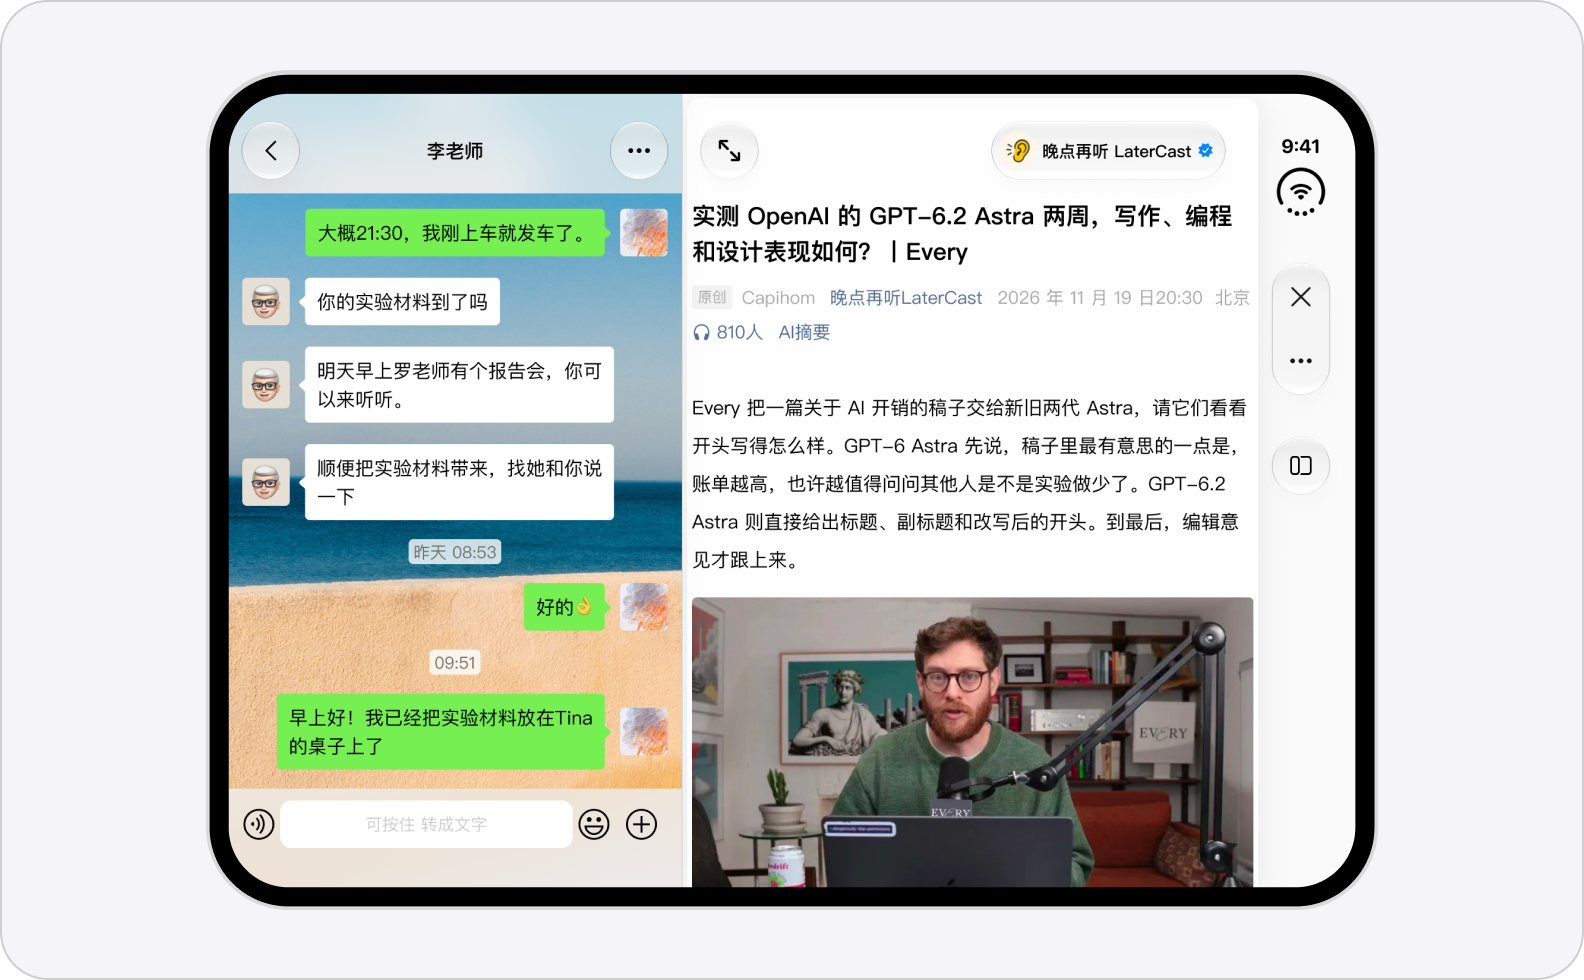 李老师
大概21:30，我刚上车就发车了。
你的实验材料到了吗
明天早上罗老师有个报告会，你可
以来听听。
顺便把实验材料带来，找她和你说
一下
昨天 08:53
好的👌
09:51
早上好！我已经把实验材料放在Tina
的桌子上了
可按住 转成文字
晚点再听 LaterCast
实测 OpenAI 的 GPT-6.2 Astra 两周，写作、编程
和设计表现如何？｜Every
原创 Capihom 晚点再听LaterCast 2026 年 11 月 19 日20:30 北京
810人 AI摘要
Every 把一篇关于 AI 开销的稿子交给新旧两代 Astra，请它们看看
开头写得怎么样。GPT-6 Astra 先说，稿子里最有意思的一点是，
账单越高，也许越值得问问其他人是不是实验做少了。GPT-6.2
Astra 则直接给出标题、副标题和改写后的开头。到最后，编辑意
见才跟上来。
EVERY
EVERY
9:41